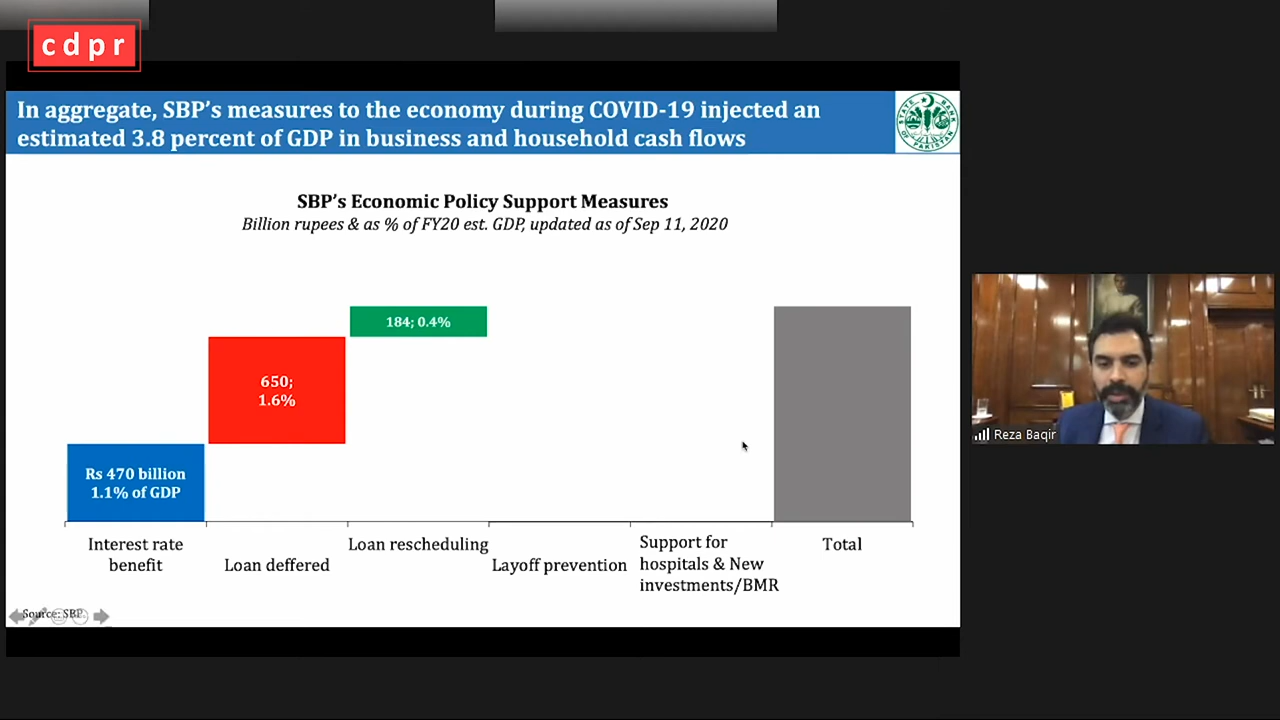 cdpr
In aggregate, SBP's measures to the economy during COVID-19 injected an
estimated 3.8 percent of GDP in business and household cash flows
STATE BANK OF PAKISTAN
SBP's Economic Policy Support Measures
Billion rupees & as % of FY20 est. GDP, updated as of Sep 11, 2020
184; 0.4%
650;
1.6%
Rs 470 billion
1.1% of GDP
Interest rate
benefit
Loan deffered
Loan rescheduling
Layoff prevention
Support for
hospitals & New
investments/BMR
Total
Source: SBP.
Reza Baqir